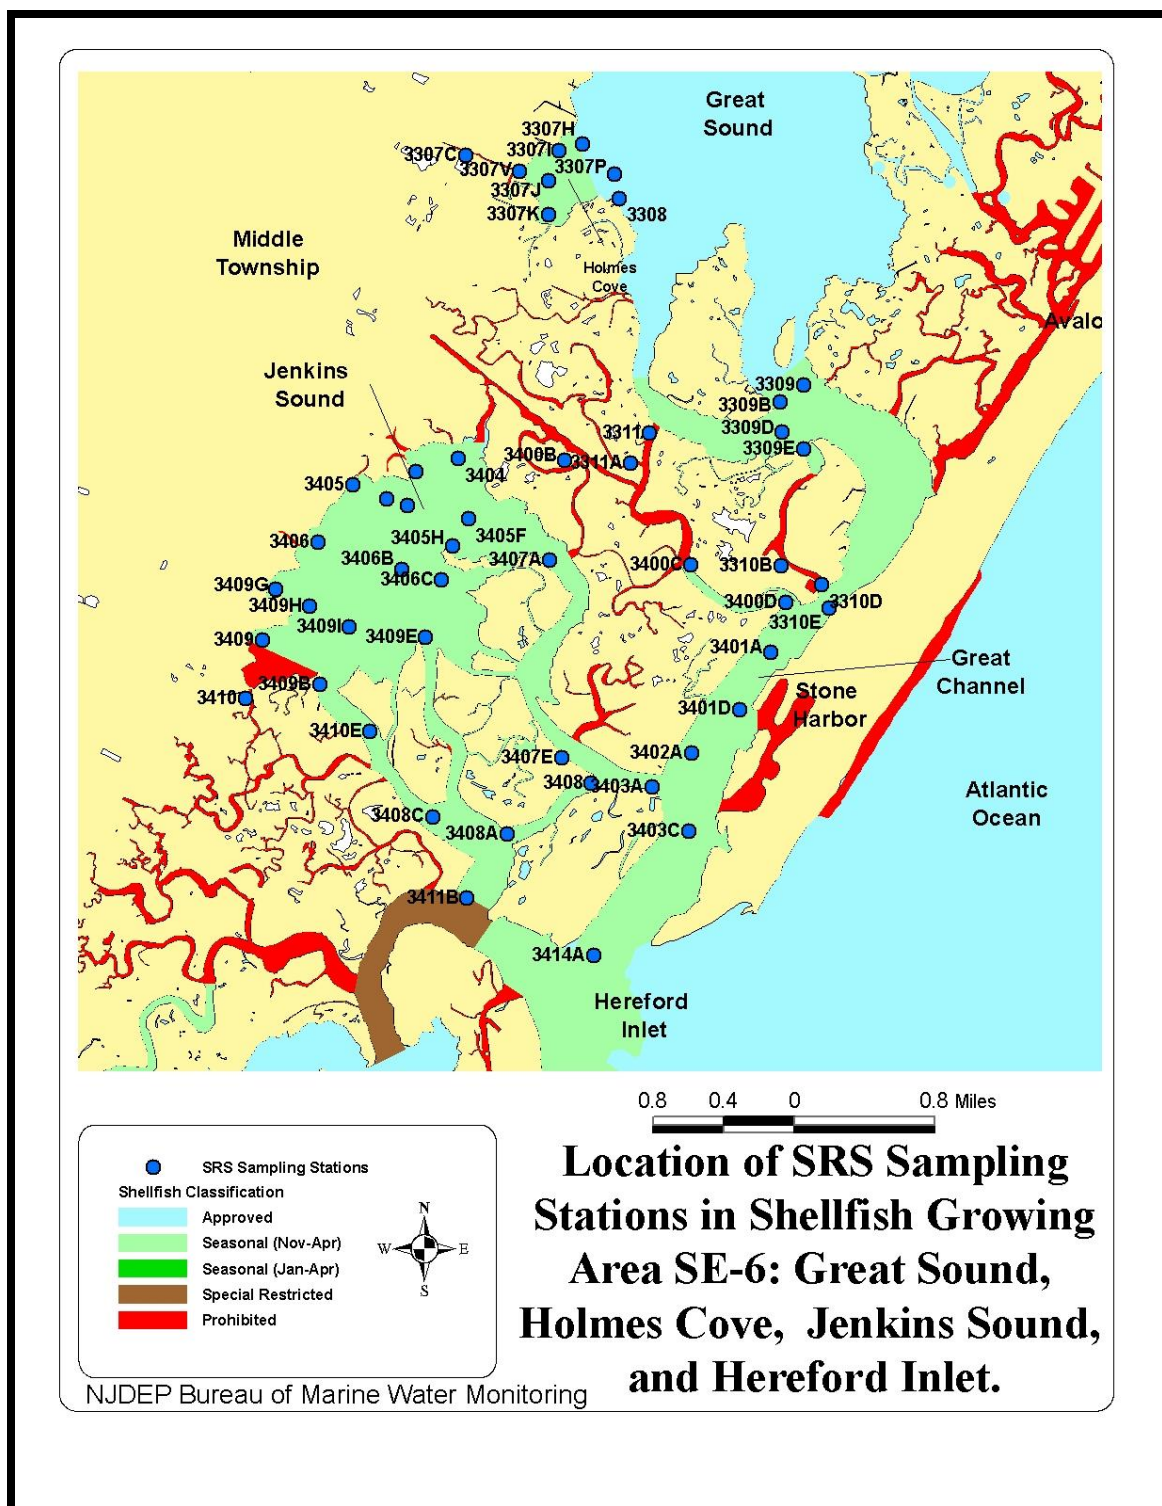 Great
Sound
3307H
3307I
3307C
3307P
3307V
3307J
3307K
3308
Middle
Township
Holmes
Cove
Avalo
Jenkins
Sound
3309
3309B
3309D
3309E
3311
3400B
3311A
3404
3405
3405F
3405H
3406
3406B
3407A
3406C
3400C
3310B
3409G
3409H
3400D
3310D
3310E
3409I
3409E
3409
3401A
Great
Channel
3409B
3410
Stone
Harbor
3401D
3410E
3407E
3402A
3408
3403A
Atlantic
Ocean
3408C
3408A
3403C
3411B
3414A
Hereford
Inlet
0.8 0.4 0 0.8 Miles
SRS Sampling Stations
Shellfish Classification
Approved
Seasonal (Nov-Apr)
Seasonal (Jan-Apr)
Special Restricted
Prohibited
N
W E
S
Location of SRS Sampling
Stations in Shellfish Growing
Area SE-6: Great Sound,
Holmes Cove, Jenkins Sound,
and Hereford Inlet.
NJDEP Bureau of Marine Water Monitoring